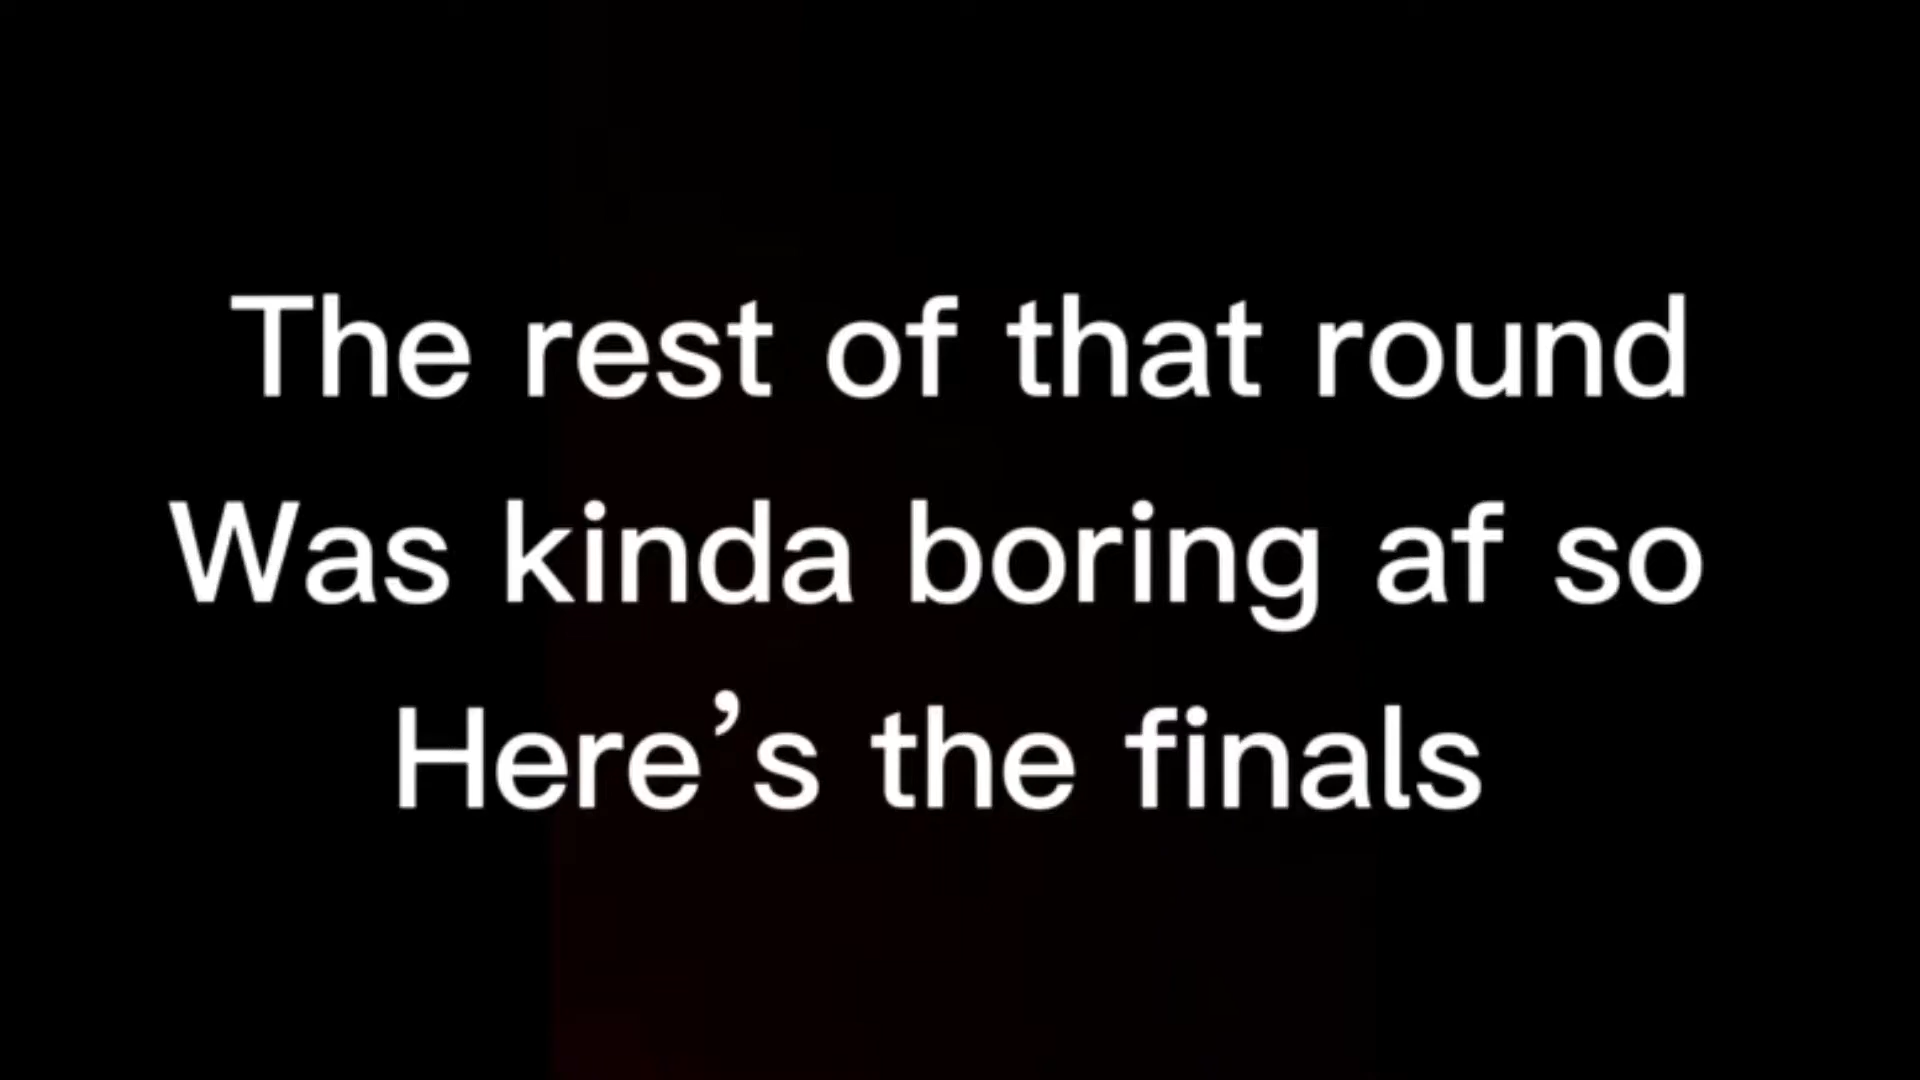 The rest of that round
Was kinda boring af so
Here’s the finals